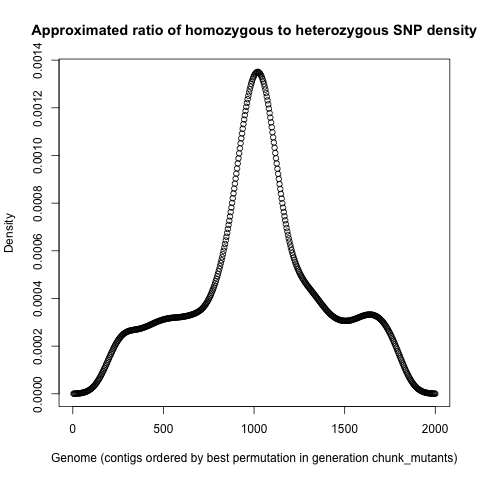 Approximated ratio of homozygous to heterozygous SNP density
0.0014
0.0012
0.0010
0.0008
0.0006
0.0004
0.0002
0.0000
Density
0 500 1000 1500 2000
Genome (contigs ordered by best permutation in generation chunk_mutants)